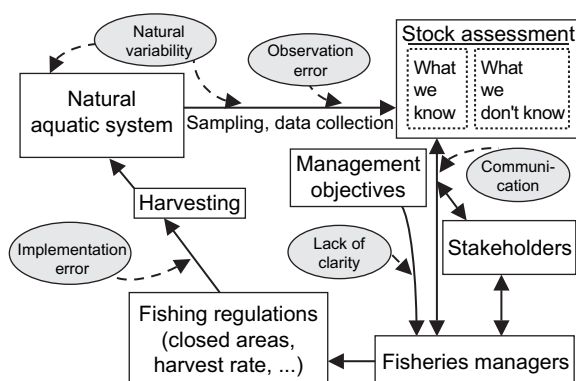 Natural
variability
Observation
error
Stock assessment
What
we
know
What
we
don't know
Natural
aquatic system
Sampling, data collection
Management
objectives
Communi-
cation
Harvesting
Implementation
error
Lack of
clarity
Stakeholders
Fishing regulations
(closed areas,
harvest rate, ...)
Fisheries managers